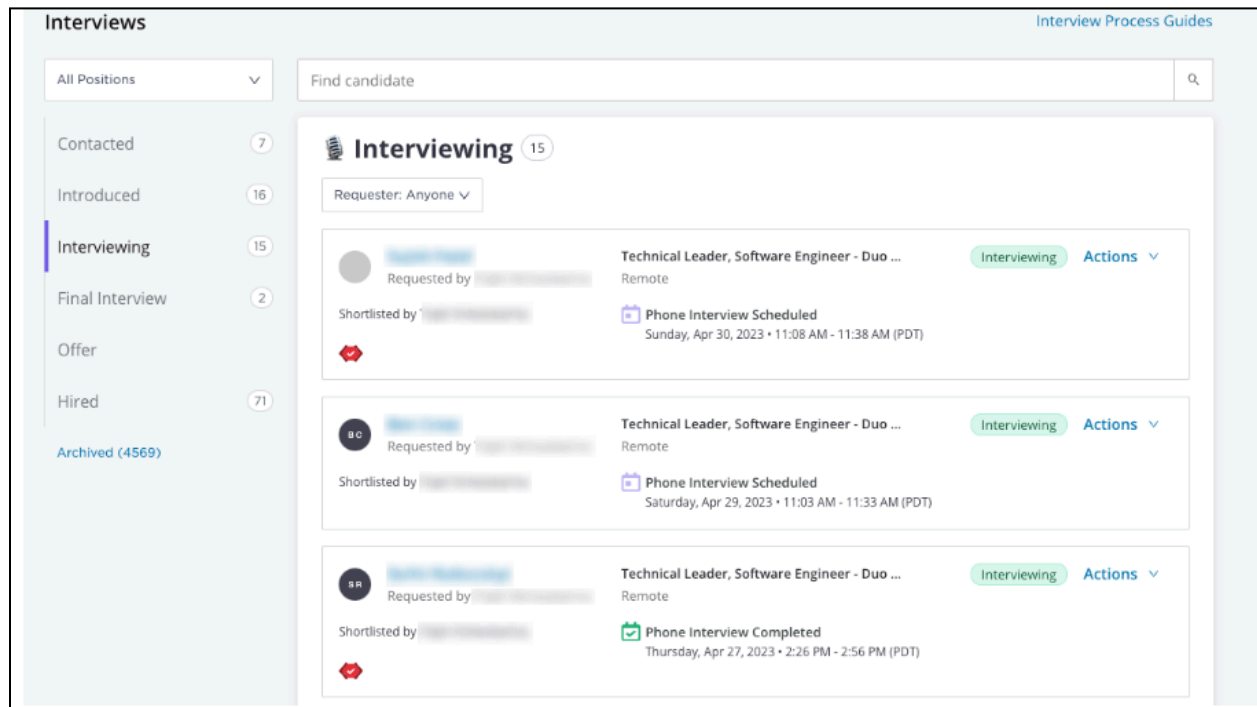 Interviews
Interview Process Guides
All Positions
Find candidate
Contacted 7
Introduced 16
Interviewing 15
Final Interview 2
Offer
Hired 71
Archived (4569)
Interviewing 15
Requester: Anyone
Technical Leader, Software Engineer - Duo ...
Interviewing
Actions
Requested by
Remote
Shortlisted by
Phone Interview Scheduled
Sunday, Apr 30, 2023 • 11:08 AM - 11:38 AM (PDT)
BC
Technical Leader, Software Engineer - Duo ...
Interviewing
Actions
Requested by
Remote
Shortlisted by
Phone Interview Scheduled
Saturday, Apr 29, 2023 • 11:03 AM - 11:33 AM (PDT)
SR
Technical Leader, Software Engineer - Duo ...
Interviewing
Actions
Requested by
Remote
Shortlisted by
Phone Interview Completed
Thursday, Apr 27, 2023 • 2:26 PM - 2:56 PM (PDT)